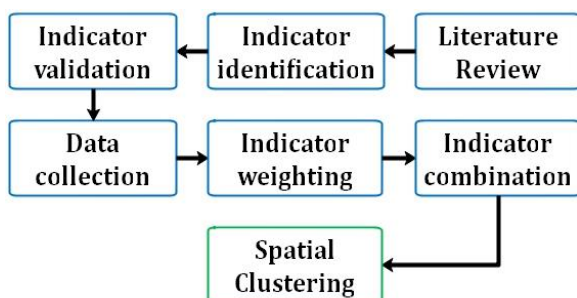 Indicator
validation
Indicator
identification
Literature
Review
Data
collection
Indicator
weighting
Indicator
combination
Spatial
Clustering